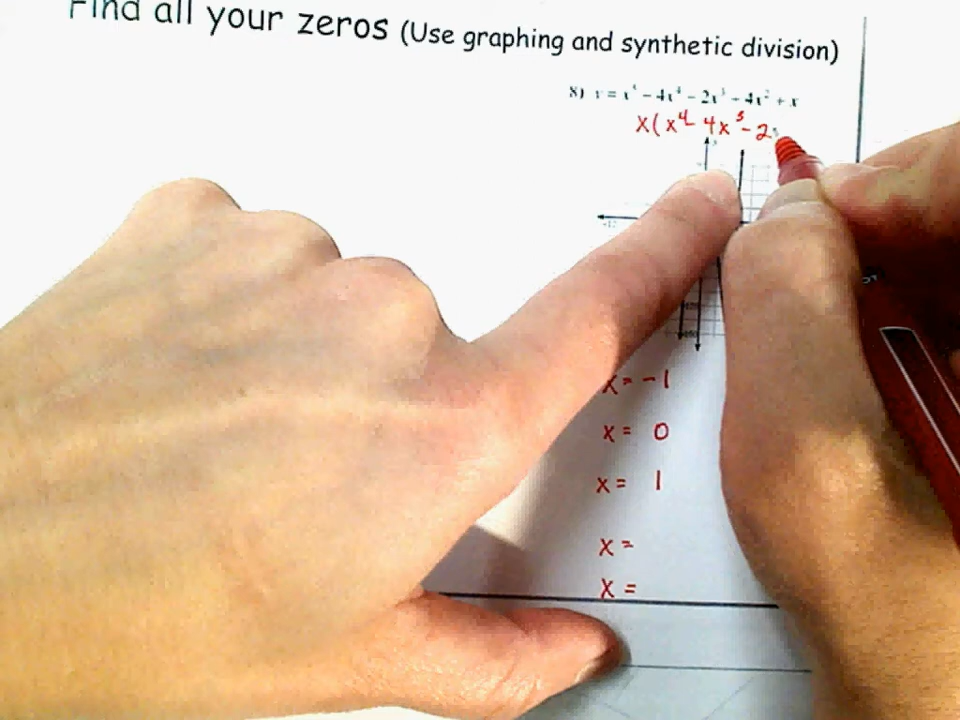 Find all your zeros (Use graphing and synthetic division)
8) y = x⁵ − 4x⁴ − 2x³ + 4x² + x
x(x⁴ 4x³ - 2
x = -1
x = 0
x = 1
x =
x =